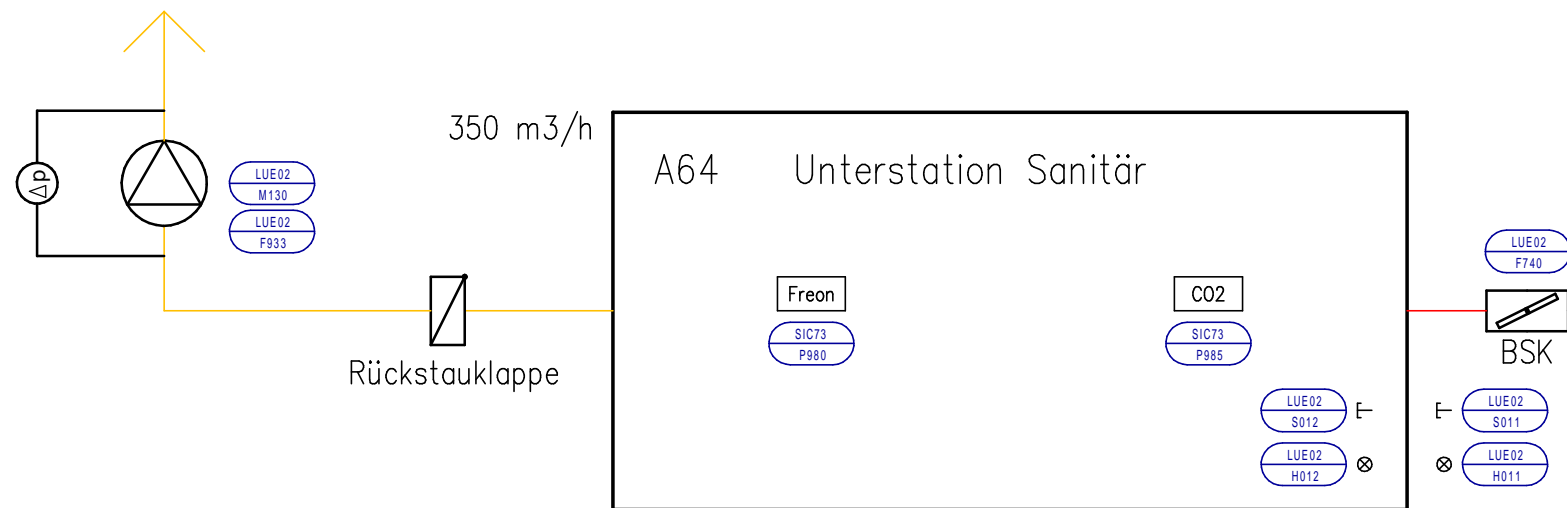 350 m3/h
A64 Unterstation Sanitär
Δp
LUE02
M130
LUE02
F933
LUE02
F740
Freon
CO2
SIC73
P980
SIC73
P985
BSK
Rückstauklappe
LUE02
S012
LUE02
S011
LUE02
H012
LUE02
H011